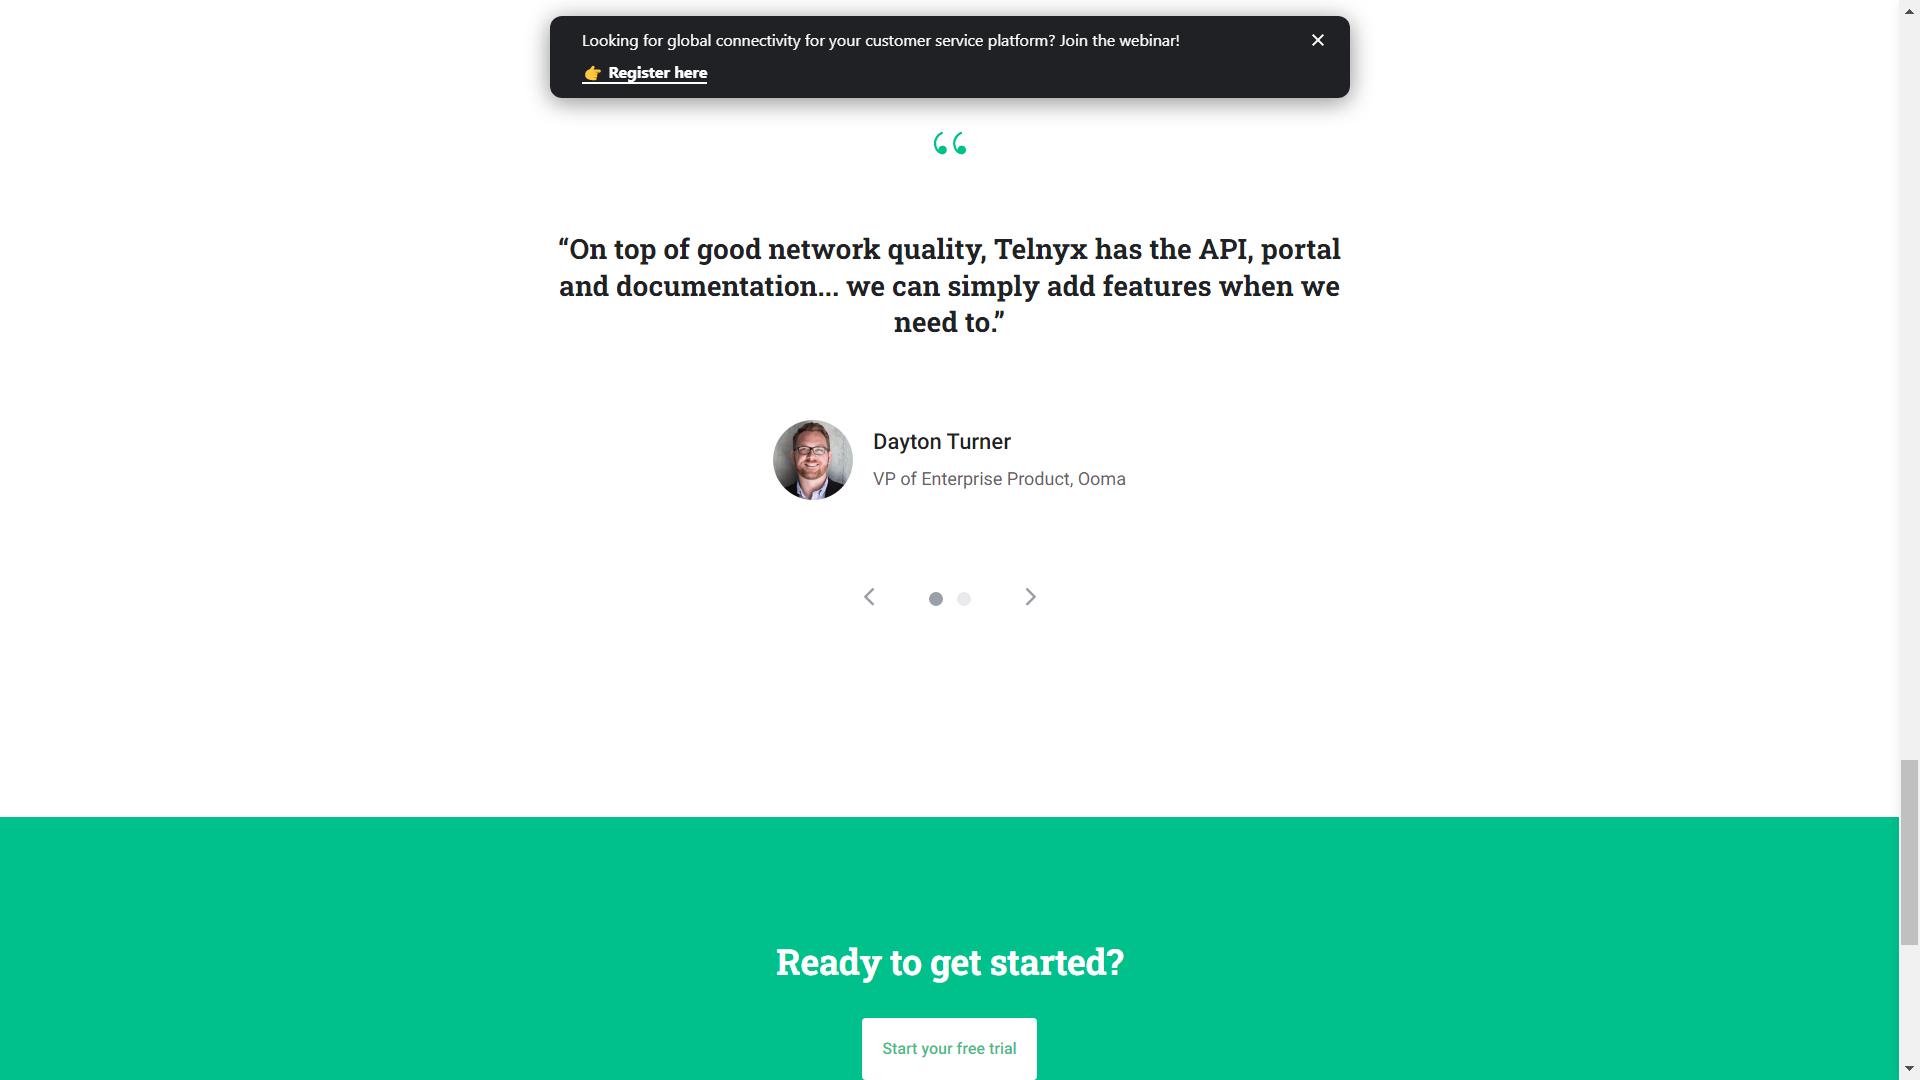 Looking for global connectivity for your customer service platform? Join the webinar!
👉 Register here
“On top of good network quality, Telnyx has the API, portal
and documentation... we can simply add features when we
need to.”
Dayton Turner
VP of Enterprise Product, Ooma
Ready to get started?
Start your free trial